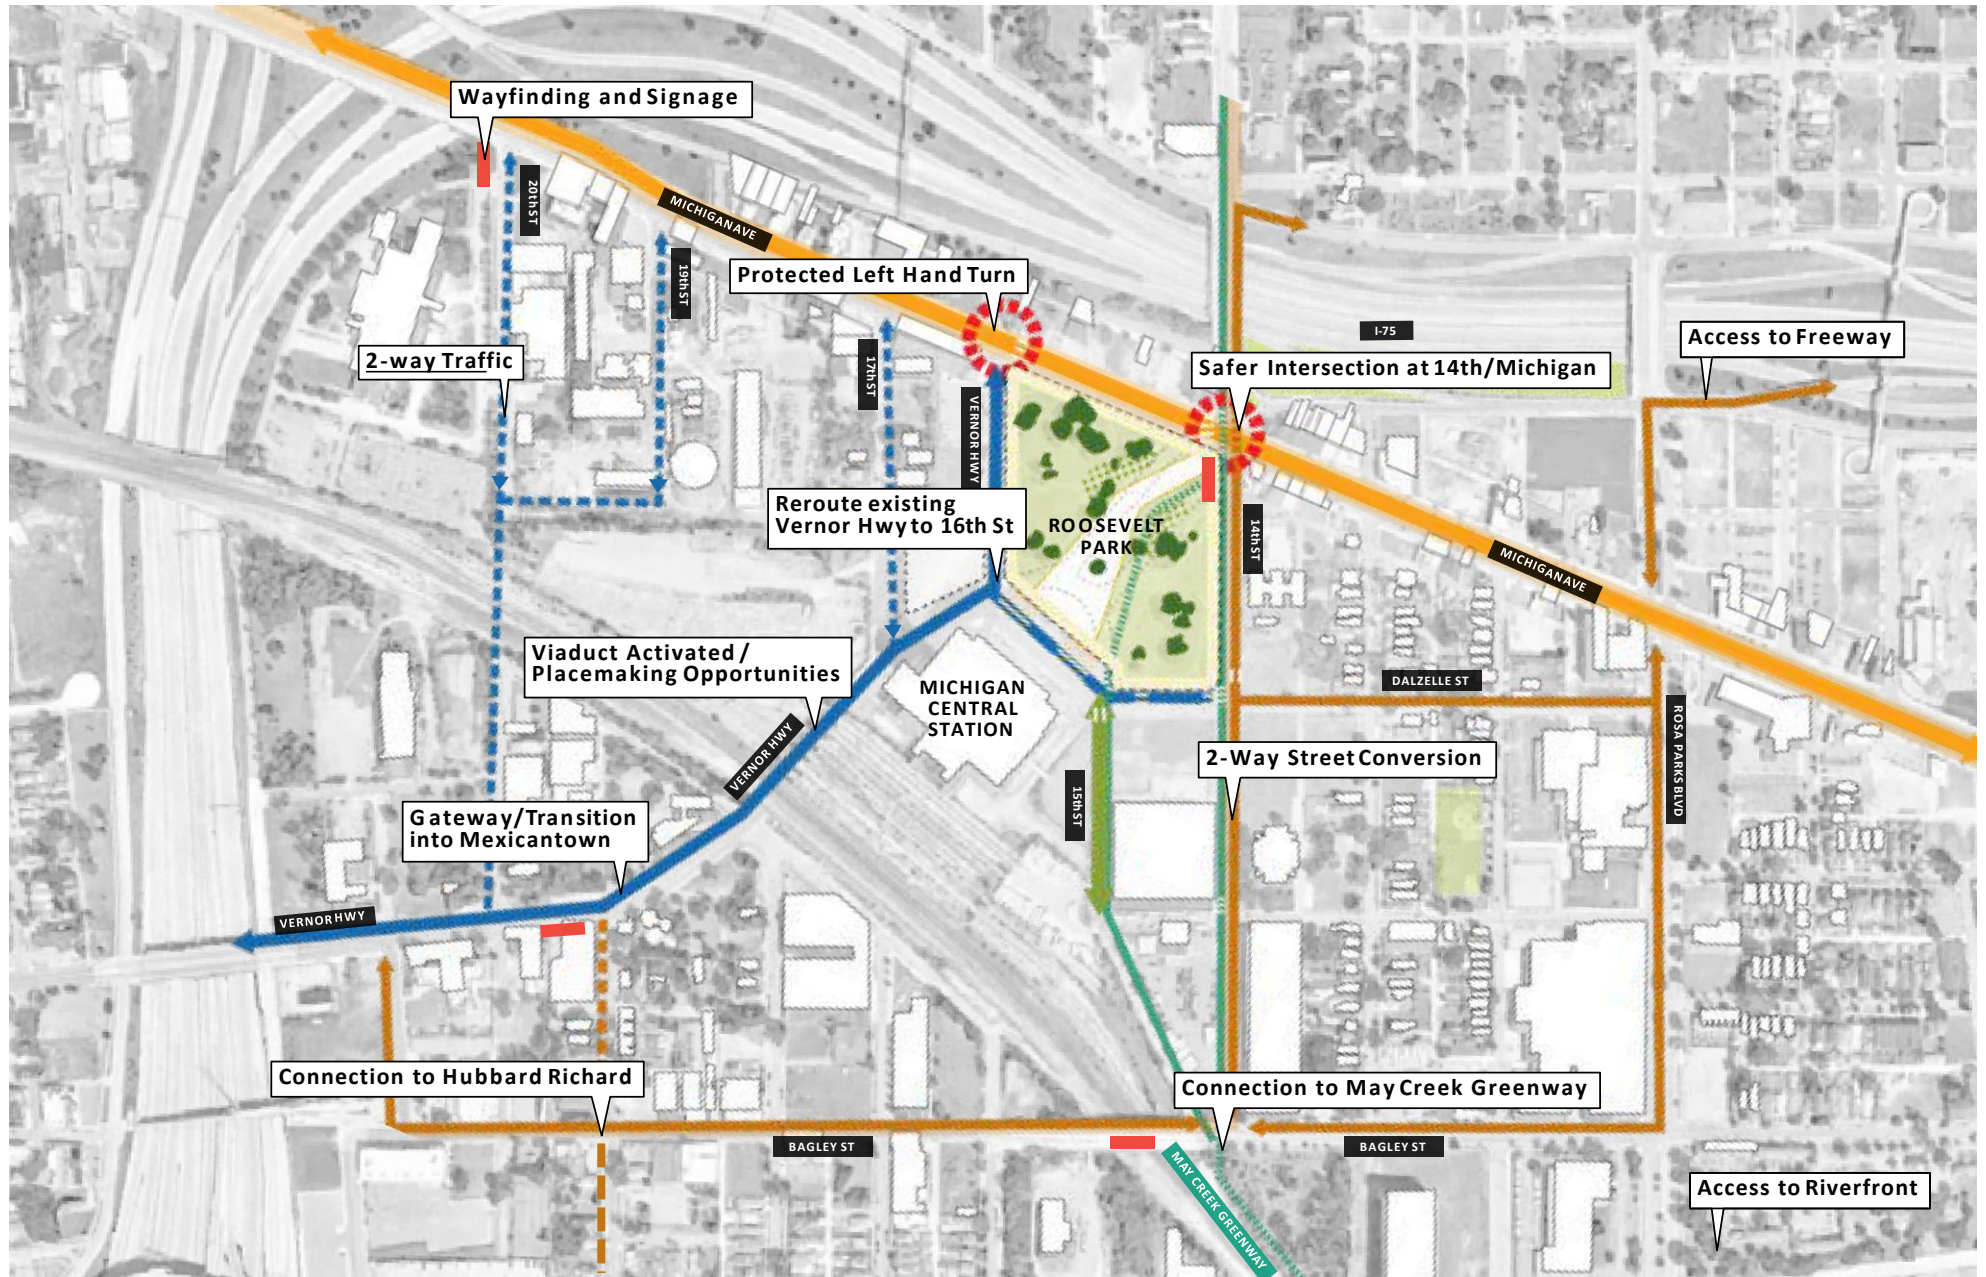 Wayfinding and Signage
20th ST
MICHIGAN AVE
19th ST
Protected Left Hand Turn
I-75
Access to Freeway
2-way Traffic
17th ST
Safer Intersection at 14th/Michigan
VERNOR HWY
Reroute existing
Vernor Hwy to 16th St
ROOSEVELT
PARK
14th ST
MICHIGAN AVE
Viaduct Activated /
Placemaking Opportunities
MICHIGAN
CENTRAL
STATION
DALZELLE ST
ROSA PARKS BLVD
VERNOR HWY
2-Way Street Conversion
15th ST
Gateway/Transition
into Mexicantown
VERNOR HWY
Connection to Hubbard Richard
Connection to May Creek Greenway
BAGLEY ST
BAGLEY ST
MAY CREEK GREENWAY
Access to Riverfront